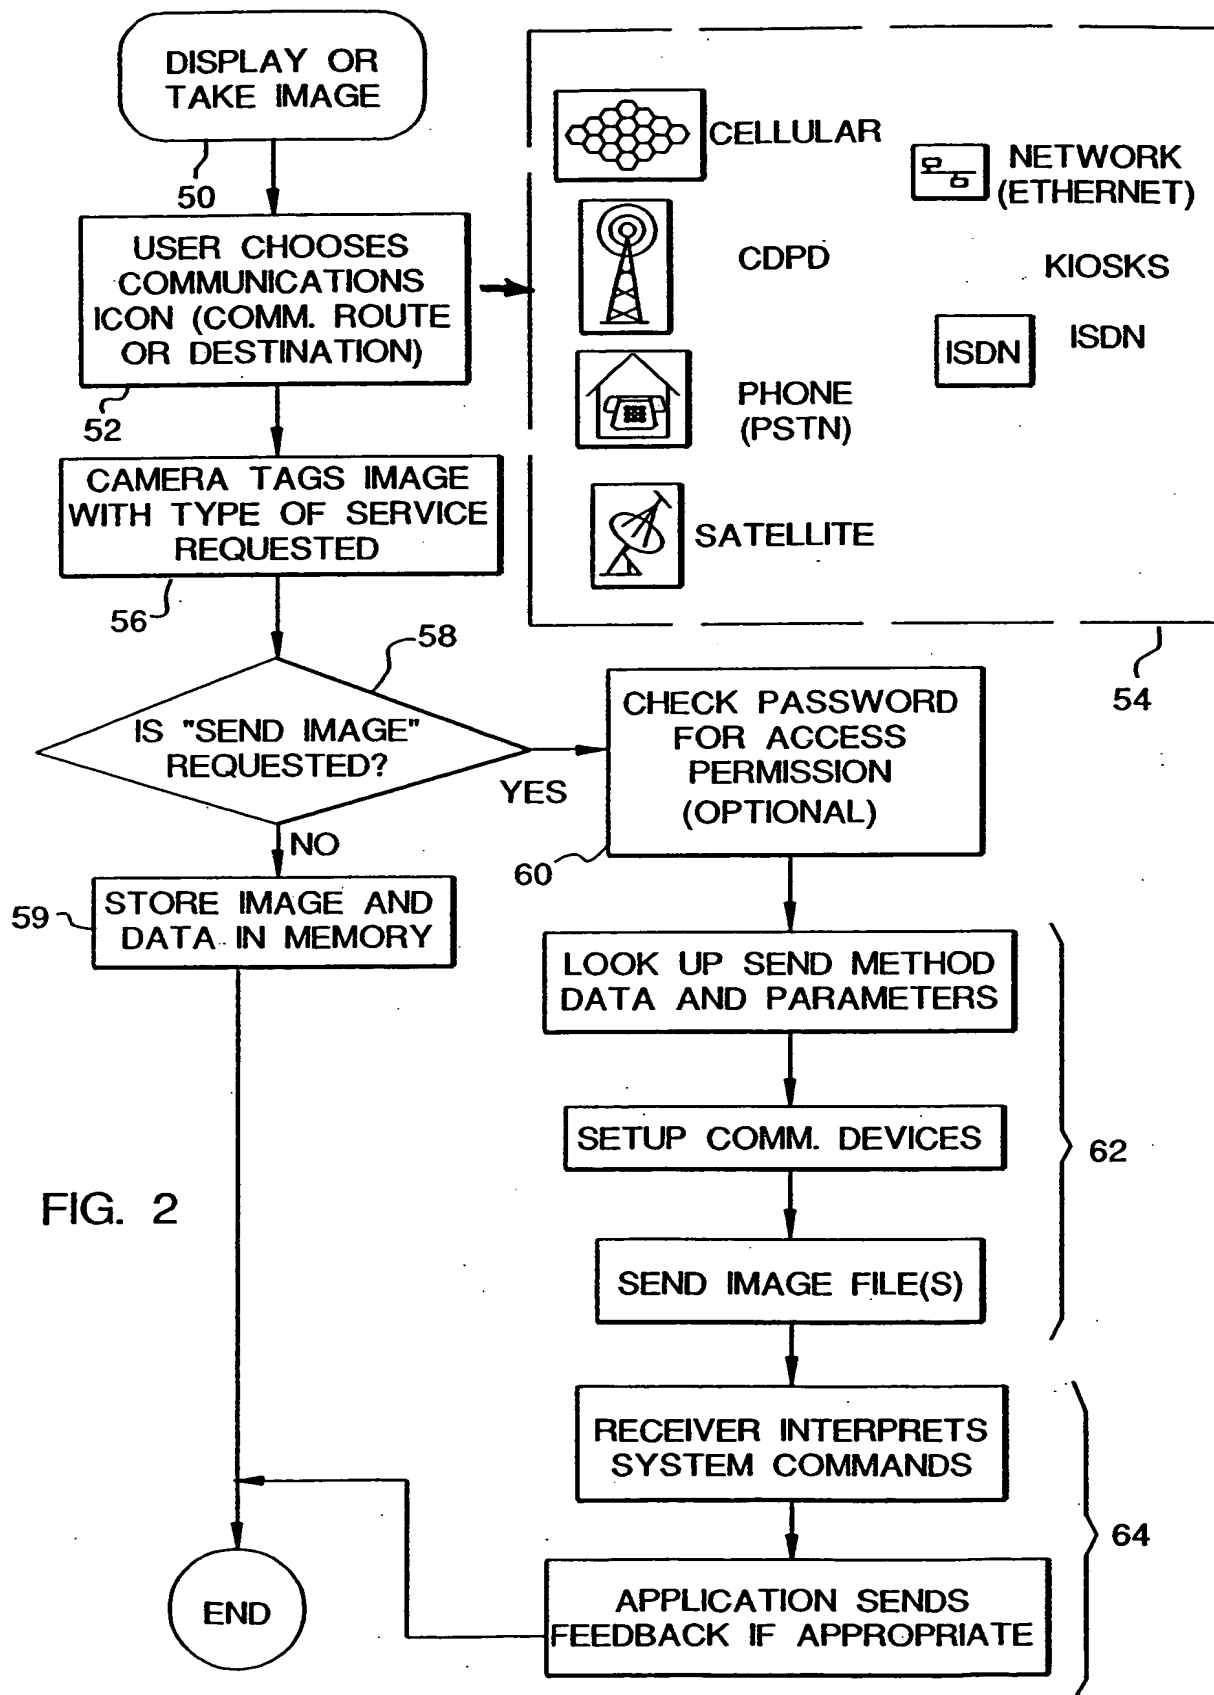 DISPLAY OR
TAKE IMAGE
50
USER CHOOSES
COMMUNICATIONS
ICON (COMM. ROUTE
OR DESTINATION)
52
CELLULAR
CDPD
PHONE
(PSTN)
SATELLITE
NETWORK
(ETHERNET)
KIOSKS
ISDN
ISDN
54
CAMERA TAGS IMAGE
WITH TYPE OF SERVICE
REQUESTED
56
58
IS "SEND IMAGE"
REQUESTED?
YES
NO
CHECK PASSWORD
FOR ACCESS
PERMISSION
(OPTIONAL)
60
59
STORE IMAGE AND
DATA IN MEMORY
LOOK UP SEND METHOD
DATA AND PARAMETERS
SETUP COMM. DEVICES
62
SEND IMAGE FILE(S)
FIG. 2
RECEIVER INTERPRETS
SYSTEM COMMANDS
64
APPLICATION SENDS
FEEDBACK IF APPROPRIATE
END